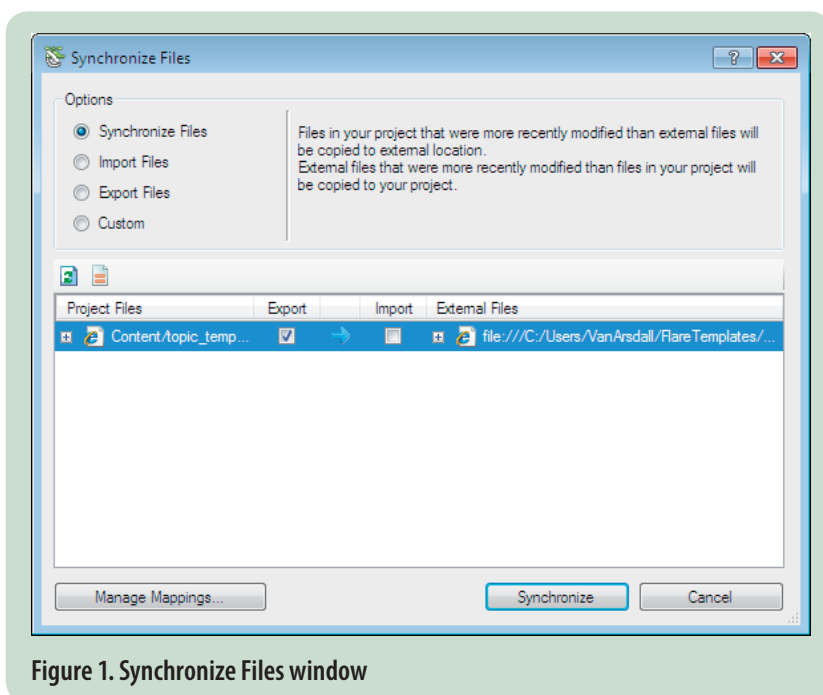 Synchronize Files
Options
Synchronize Files
Import Files
Export Files
Custom
Files in your project that were more recently modified than external files will
be copied to external location.
External files that were more recently modified than files in your project will
be copied to your project.
Project Files Export Import External Files
Content/topic_temp... file:///C:/Users/VanArsdall/FlareTemplates/...
Manage Mappings... Synchronize Cancel
Figure 1. Synchronize Files window